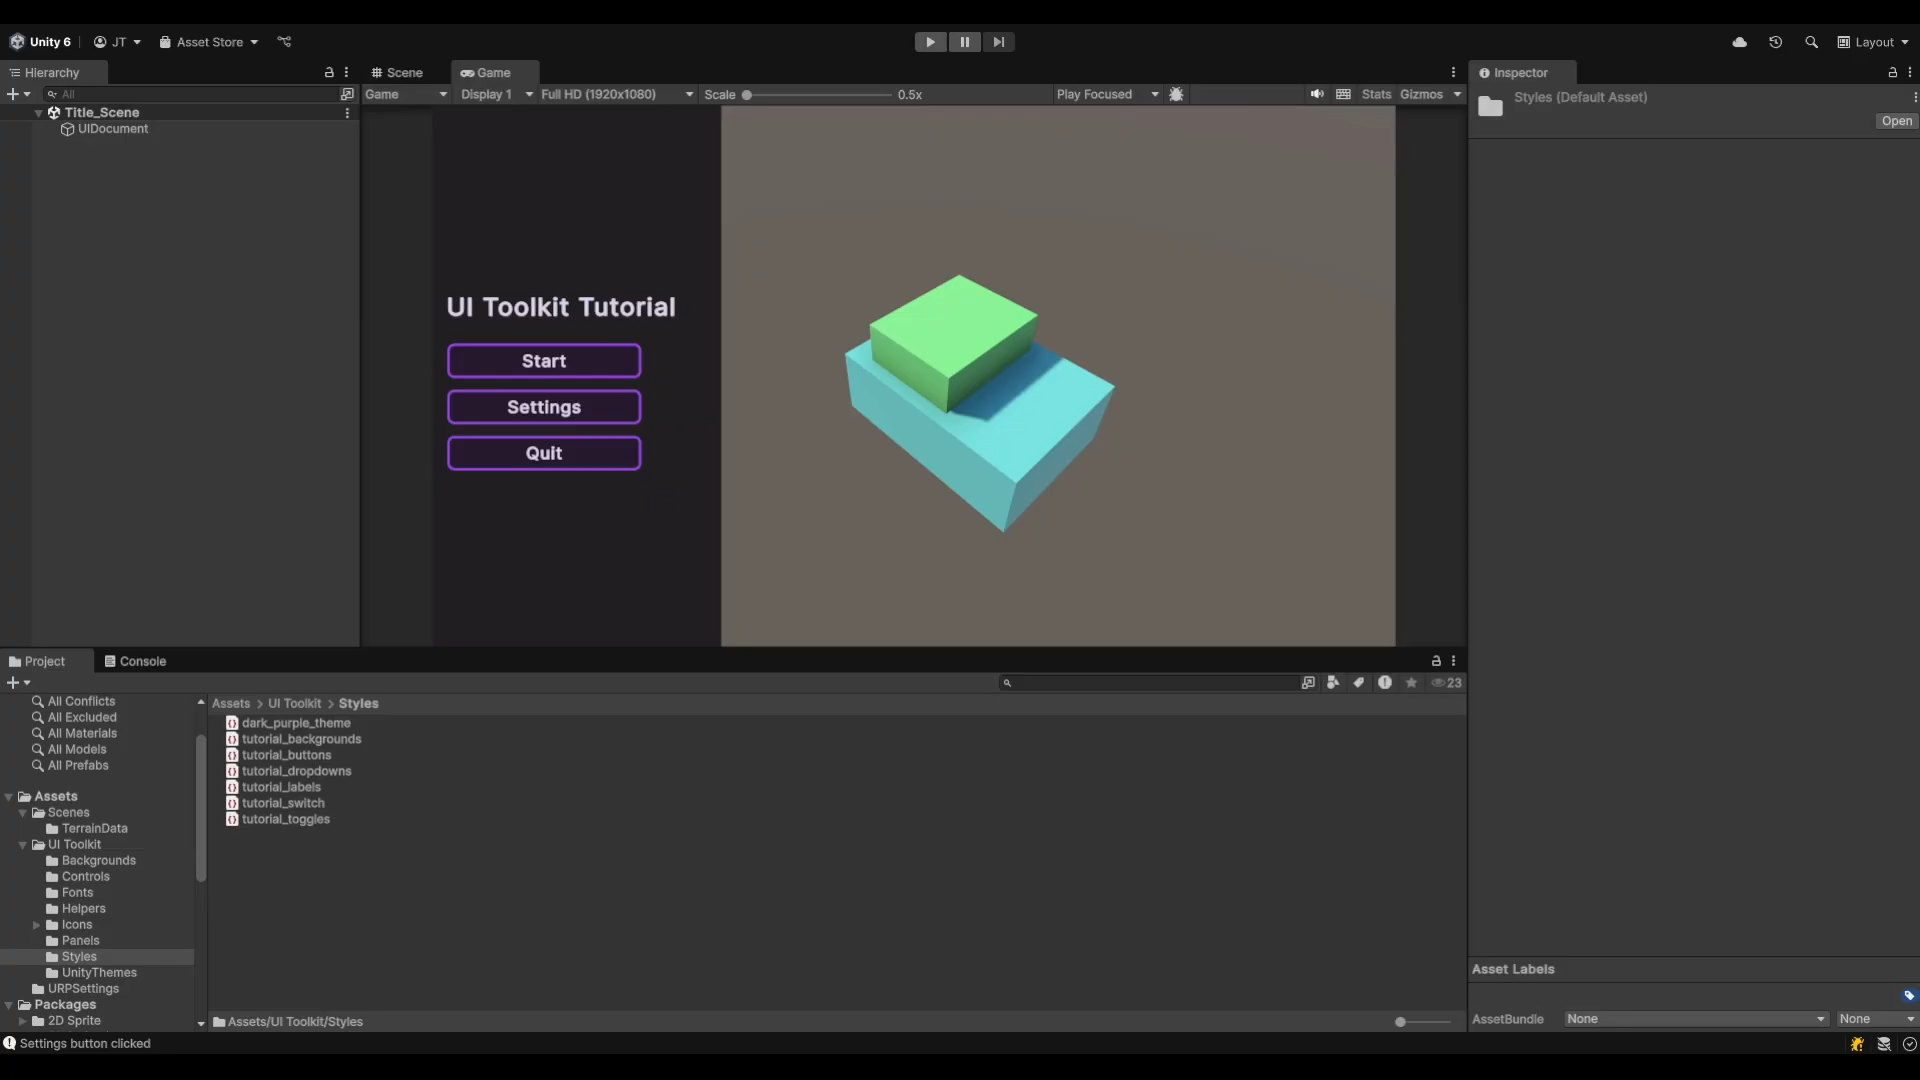 Unity 6
JT
Asset Store
Layout
Hierarchy
Scene
Game
Inspector
All
Game
Display 1
Full HD (1920x1080)
Scale
0.5x
Play Focused
Stats
Gizmos
Styles (Default Asset)
Open
Title_Scene
UIDocument
UI Toolkit Tutorial
Start
Settings
Quit
Project
Console
23
All Conflicts
All Excluded
All Materials
All Models
All Prefabs
Assets
Scenes
TerrainData
UI Toolkit
Backgrounds
Controls
Fonts
Helpers
Icons
Panels
Styles
UnityThemes
URPSettings
Packages
2D Sprite
Assets > UI Toolkit > Styles
dark_purple_theme
tutorial_backgrounds
tutorial_buttons
tutorial_dropdowns
tutorial_labels
tutorial_switch
tutorial_toggles
Assets/UI Toolkit/Styles
Asset Labels
AssetBundle
None
None
Settings button clicked